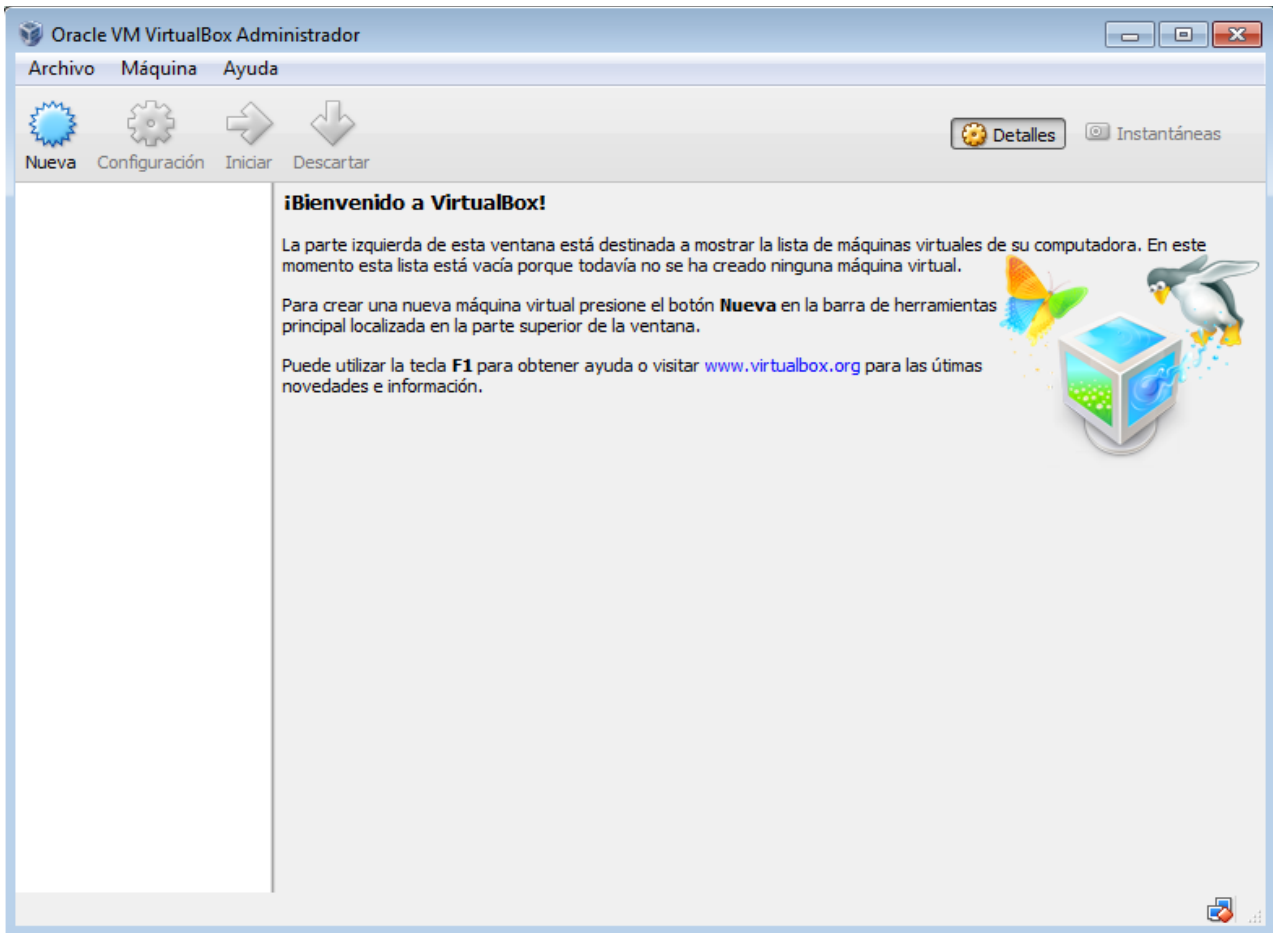 Oracle VM VirtualBox Administrador
Archivo Máquina Ayuda
Nueva Configuración Iniciar Descartar Detalles Instantáneas
¡Bienvenido a VirtualBox!
La parte izquierda de esta ventana está destinada a mostrar la lista de máquinas virtuales de su computadora. En este
momento esta lista está vacía porque todavía no se ha creado ninguna máquina virtual.
Para crear una nueva máquina virtual presione el botón Nueva en la barra de herramientas
principal localizada en la parte superior de la ventana.
Puede utilizar la tecla F1 para obtener ayuda o visitar www.virtualbox.org para las útimas
novedades e información.